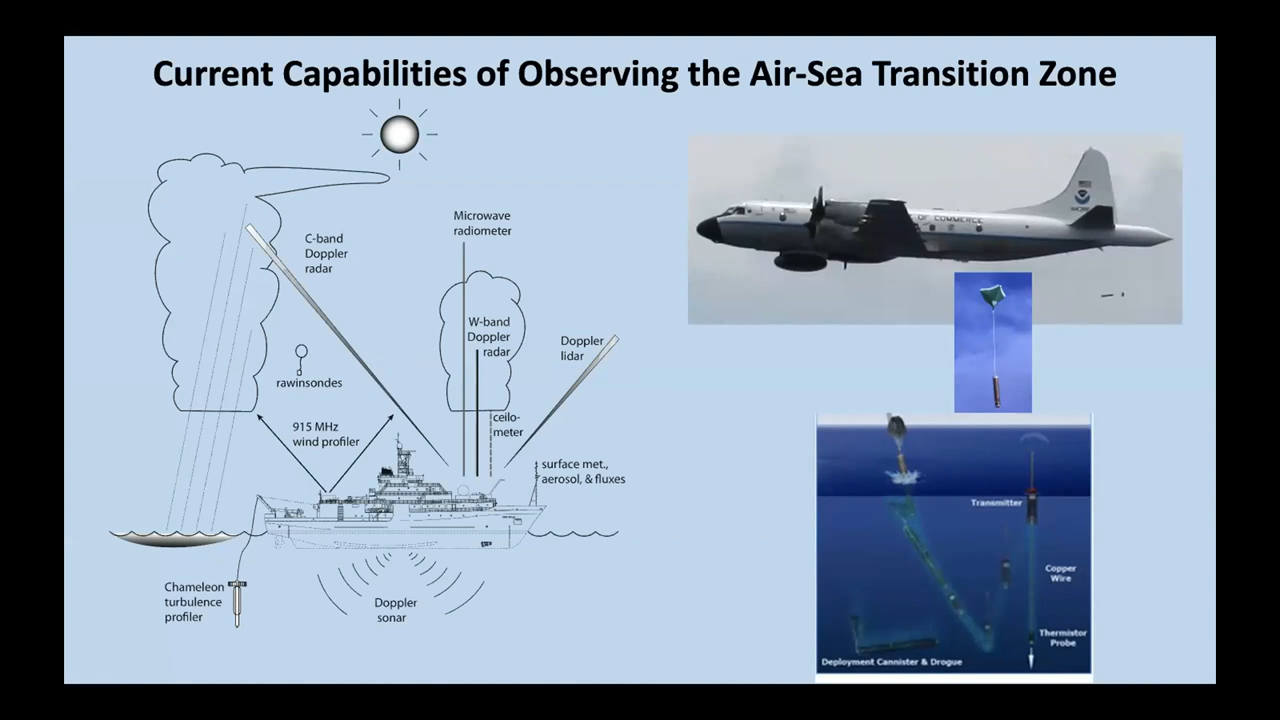 Current Capabilities of Observing the Air-Sea Transition Zone
C-band
Doppler
radar
Microwave
radiometer
W-band
Doppler
radar
Doppler
lidar
rawinsondes
915 MHz
wind profiler
ceilo-
meter
surface met.,
aerosol, & fluxes
Chameleon
turbulence
profiler
Doppler
sonar
OF COMMERCE
Transmitter
Copper
Wire
Thermistor
Probe
Deployment Cannister & Drogue